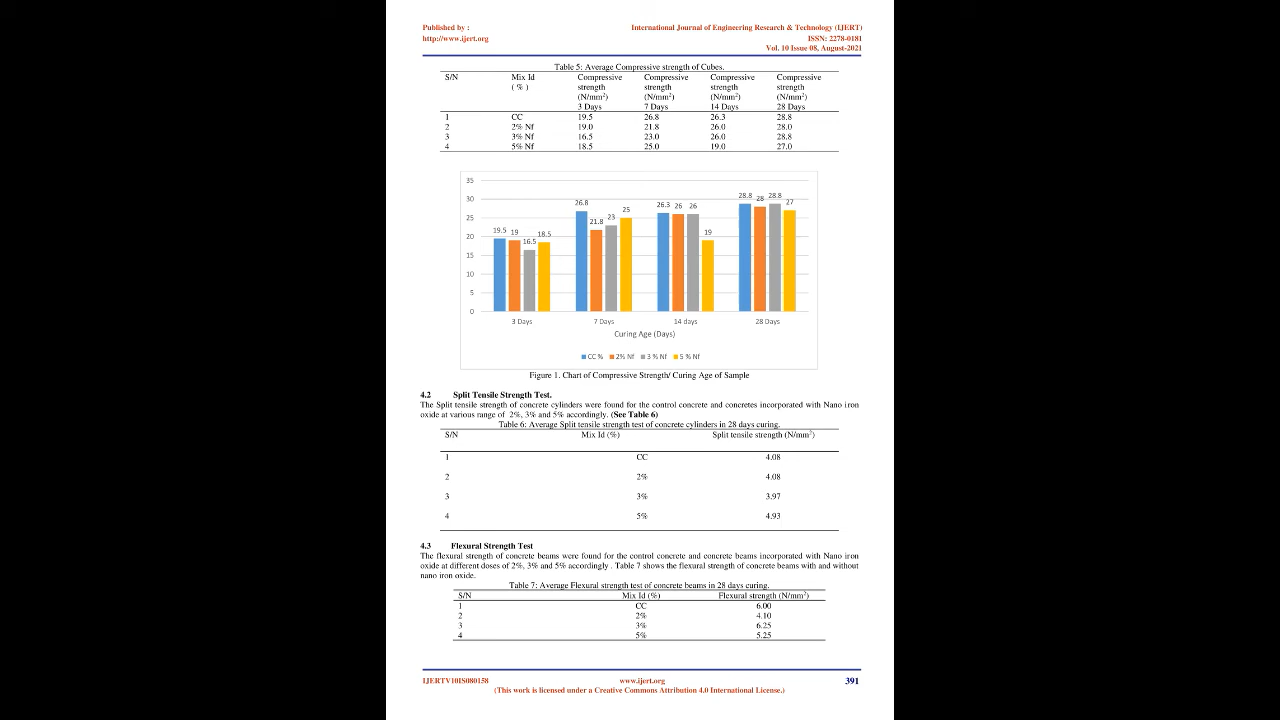 Published by :
International Journal of Engineering Research & Technology (IJERT)
http://www.ijert.org
ISSN: 2278-0181
Vol. 10 Issue 08, August-2021
Table 5: Average Compressive strength of Cubes.
S/N Mix Id Compressive Compressive Compressive Compressive
( % ) strength strength strength strength
(N/mm²) (N/mm²) (N/mm²) (N/mm²)
3 Days 7 Days 14 Days 28 Days
1 CC 19.5 26.8 26.3 28.8
2 2% Nf 19.0 21.8 26.0 28.0
3 3% Nf 16.5 23.0 26.0 28.8
4 5% Nf 18.5 25.0 19.0 27.0
35
30
25
20
15
10
5
0
19.5 19 16.5 18.5
26.8 21.8 23 25
26.3 26 26 19
28.8 28 28.8 27
3 Days 7 Days 14 days 28 Days
Curing Age (Days)
CC % 2% Nf 3 % Nf 5 % Nf
Figure 1. Chart of Compressive Strength/ Curing Age of Sample
4.2 Split Tensile Strength Test.
The Split tensile strength of concrete cylinders were found for the control concrete and concretes incorporated with Nano iron
oxide at various range of 2%, 3% and 5% accordingly. (See Table 6)
Table 6: Average Split tensile strength test of concrete cylinders in 28 days curing.
S/N Mix Id (%) Split tensile strength (N/mm²)
1 CC 4.08
2 2% 4.08
3 3% 3.97
4 5% 4.93
4.3 Flexural Strength Test
The flexural strength of concrete beams were found for the control concrete and concrete beams incorporated with Nano iron
oxide at different doses of 2%, 3% and 5% accordingly . Table 7 shows the flexural strength of concrete beams with and without
nano iron oxide.
Table 7: Average Flexural strength test of concrete beams in 28 days curing.
S/N Mix Id (%) Flexural strength (N/mm²)
1 CC 6.00
2 2% 4.10
3 3% 6.25
4 5% 5.25
IJERTV10IS080158 www.ijert.org 391
(This work is licensed under a Creative Commons Attribution 4.0 International License.)